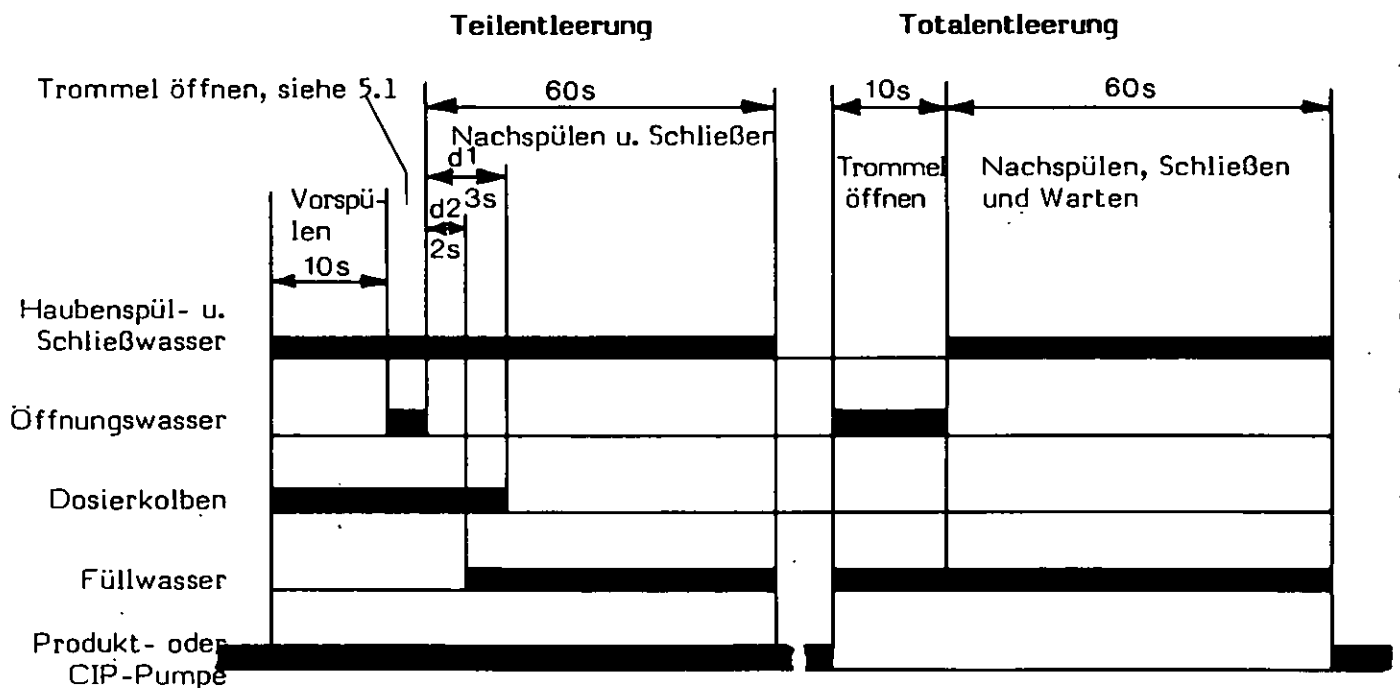 Teilentleerung
Totalentleerung
Trommel öffnen, siehe 5.1
60s
10s
60s
Nachspülen u. Schließen
d1
3s
Trommel
öffnen
Nachspülen, Schließen
und Warten
Vorspü-
len
d2
2s
10s
Haubenspül- u.
Schließwasser
Öffnungswasser
Dosierkolben
Füllwasser
Produkt- oder
CIP-Pumpe